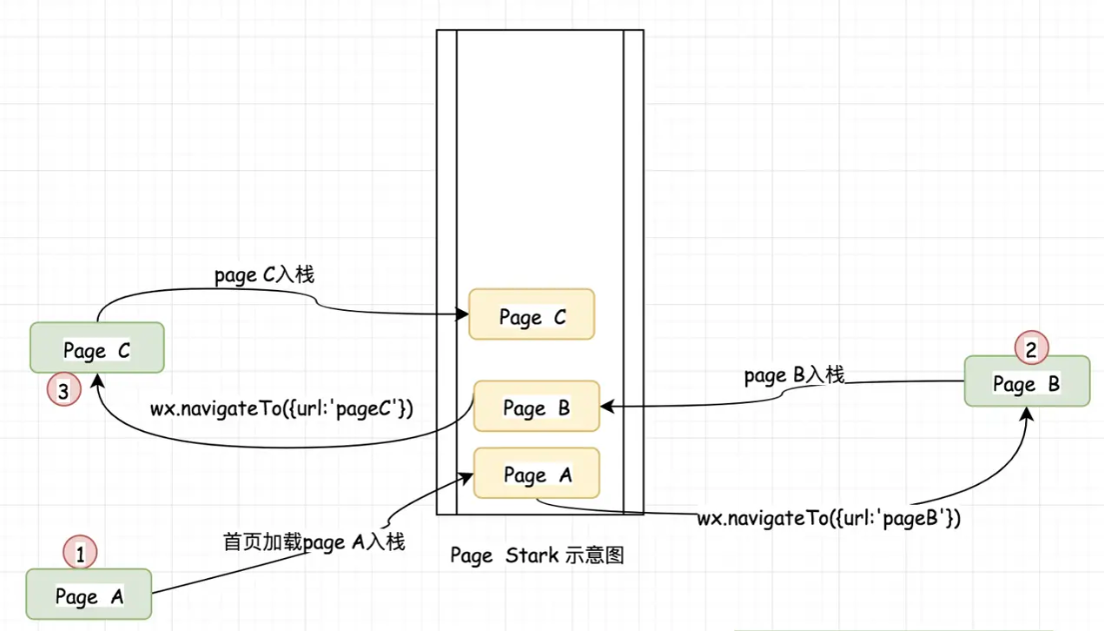 page C入栈
Page C
Page C
3
wx.navigateTo({url:'pageC'})
Page B
page B入栈
2
Page B
Page A
wx.navigateTo({url:'pageB'})
首页加载page A入栈
Page Stark 示意图
1
Page A